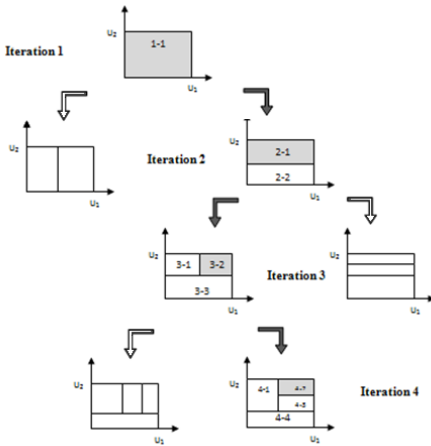 U2
1-1
Iteration 1
U1
U2
U1
Iteration 2
U2
2-1
2-2
U1
U2
3-1 3-2
3-3
U1
Iteration 3
U2
U1
U2
U1
U2
4-1 4-2
4-3
4-4
U1
Iteration 4